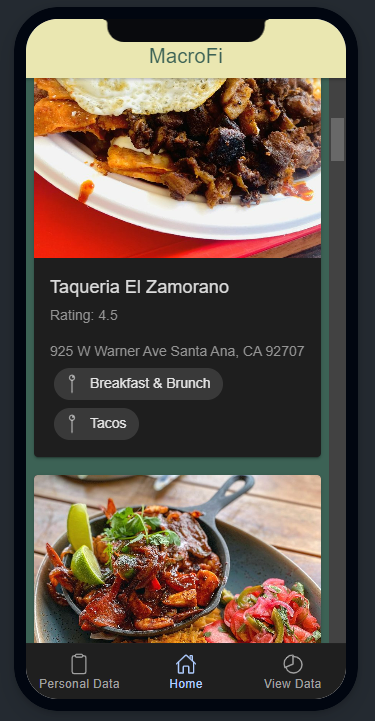 MacroFi
Taqueria El Zamorano
Rating: 4.5
925 W Warner Ave Santa Ana, CA 92707
Breakfast & Brunch
Tacos
Personal Data
Home
View Data